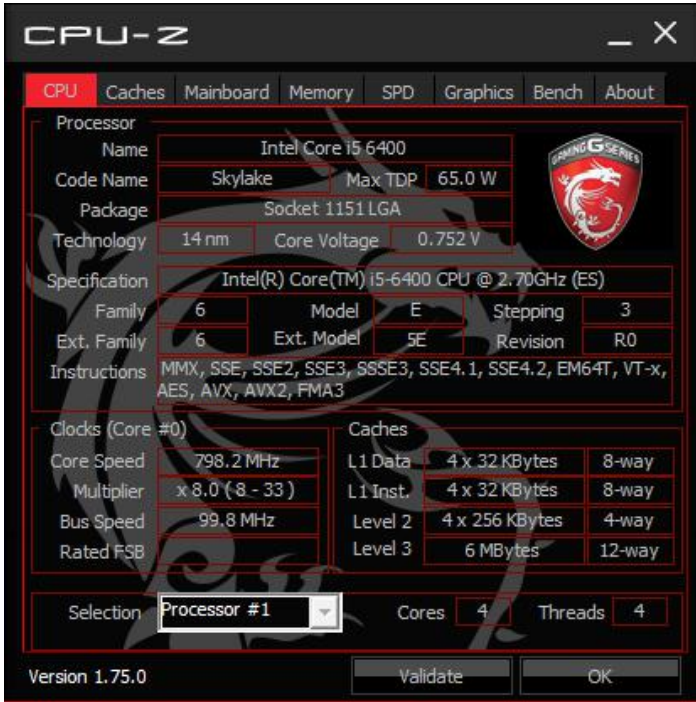 CPU-Z
CPU Caches Mainboard Memory SPD Graphics Bench About
Processor
Name Intel Core i5 6400
GAMING G SERIES
Code Name Skylake Max TDP 65.0 W
Package Socket 1151 LGA
Technology 14 nm Core Voltage 0.752 V
Specification Intel(R) Core(TM) i5-6400 CPU @ 2.70GHz (ES)
Family 6 Model E Stepping 3
Ext. Family 6 Ext. Model 5E Revision R0
Instructions MMX, SSE, SSE2, SSE3, SSSE3, SSE4.1, SSE4.2, EM64T, VT-x,
AES, AVX, AVX2, FMA3
Clocks (Core #0) Caches
Core Speed 798.2 MHz L1 Data 4 x 32 KBytes 8-way
Multiplier x 8.0 ( 8 - 33 ) L1 Inst. 4 x 32 KBytes 8-way
Bus Speed 99.8 MHz Level 2 4 x 256 KBytes 4-way
Rated FSB Level 3 6 MBytes 12-way
Selection Processor #1 Cores 4 Threads 4
Version 1.75.0 Validate OK